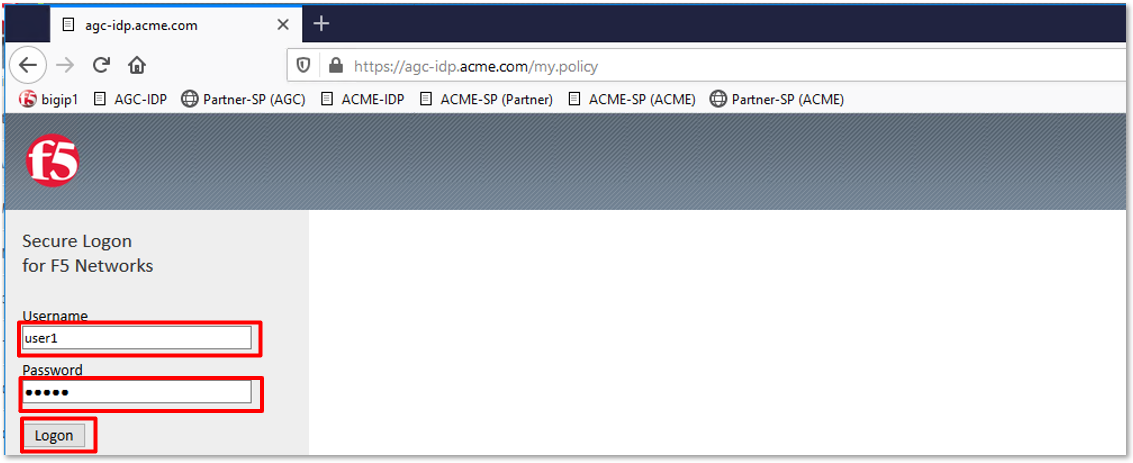 agc-idp.acme.com
https://agc-idp.acme.com/my.policy
bigip1 AGC-IDP Partner-SP (AGC) ACME-IDP ACME-SP (Partner) ACME-SP (ACME) Partner-SP (ACME)
f5
Secure Logon
for F5 Networks
Username
user1
Password
•••••
Logon